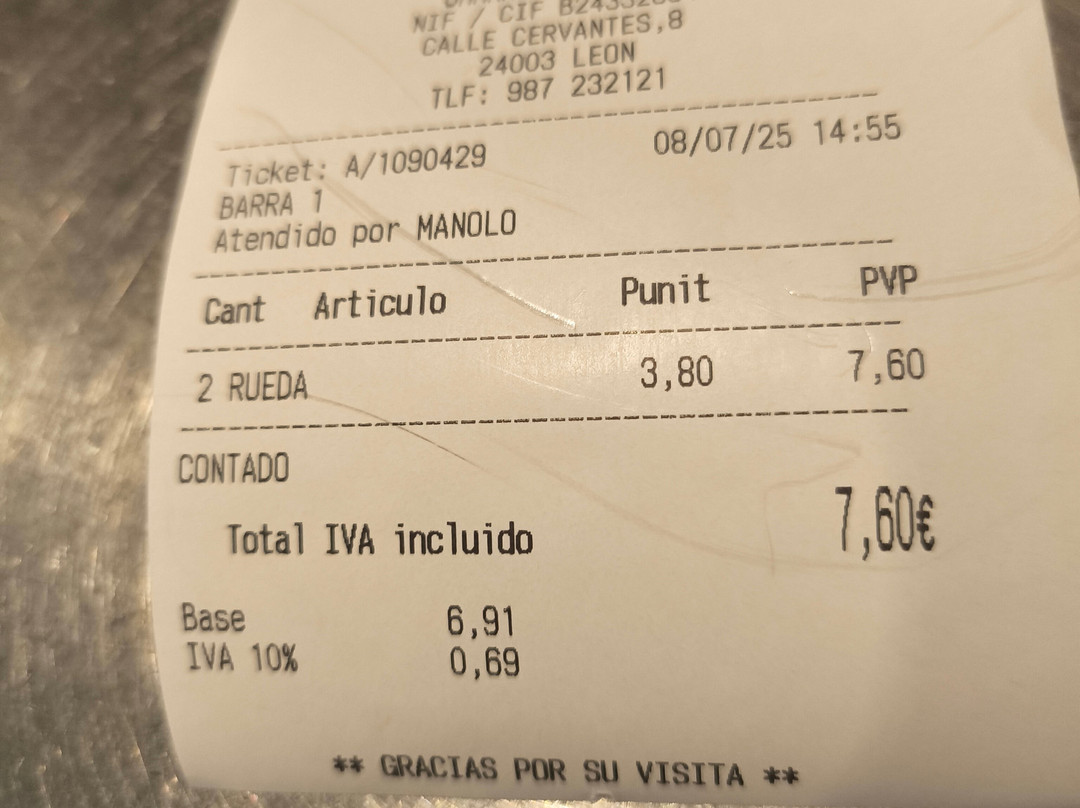 NIF / CIF
CALLE CERVANTES,8
24003 LEON
TLF: 987 232121
Ticket: A/1090429 08/07/25 14:55
BARRA 1
Atendido por MANOLO
Cant Articulo Punit PVP
2 RUEDA 3,80 7,60
CONTADO
Total IVA incluido 7,60€
Base 6,91
IVA 10% 0,69
** GRACIAS POR SU VISITA **